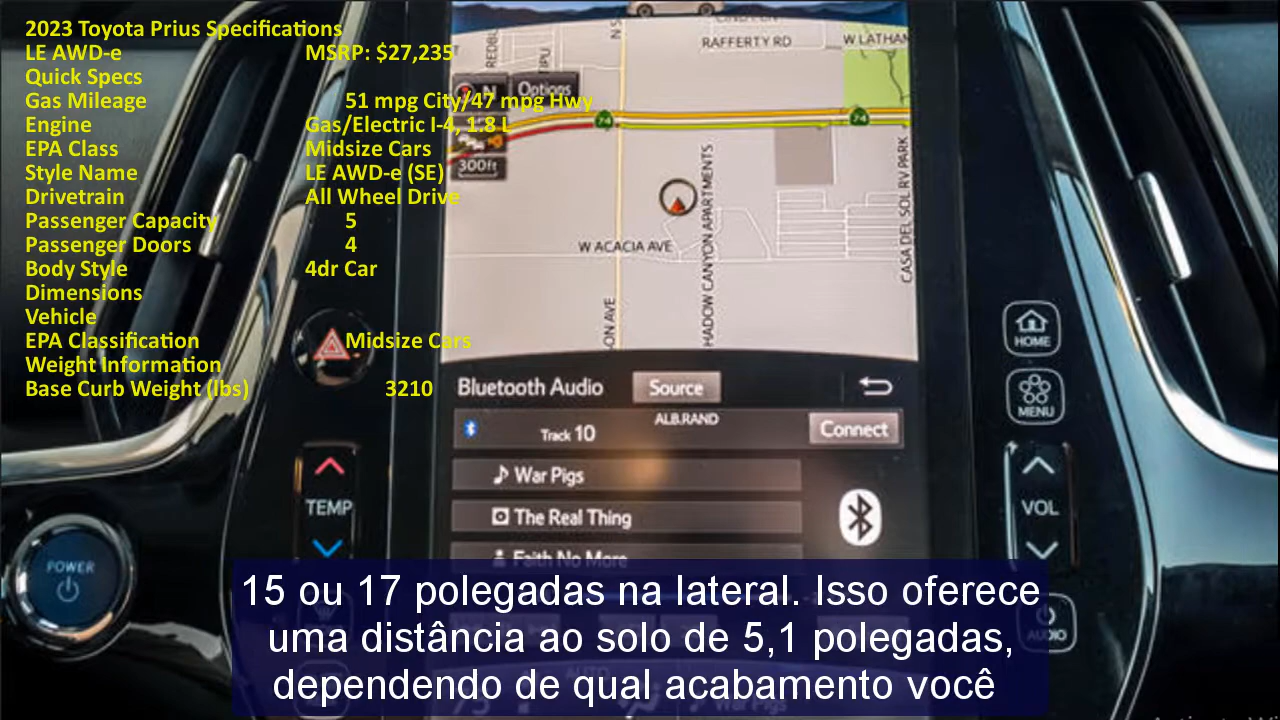 2023 Toyota Prius Specifications
LE AWD-e MSRP: $27,235
Quick Specs
Gas Mileage 51 mpg City/47 mpg Hwy
Engine Gas/Electric I-4, 1.8 L
EPA Class Midsize Cars
Style Name LE AWD-e (SE)
Drivetrain All Wheel Drive
Passenger Capacity 5
Passenger Doors 4
Body Style 4dr Car
Dimensions
Vehicle
EPA Classification Midsize Cars
Weight Information
Base Curb Weight (lbs) 3210
RAFFERTY RD
W LATHAM
Options
74
74
300ft
W ACACIA AVE
CASA DEL SOL RV PARK
HADOW CANYON APARTMENTS
ON AVE
HOME
MENU
Bluetooth Audio Source
ALB.RAND
Track 10 Connect
War Pigs
The Real Thing
Faith No More
TEMP
VOL
POWER
AUDIO
15 ou 17 polegadas na lateral. Isso oferece
uma distância ao solo de 5,1 polegadas,
dependendo de qual acabamento você